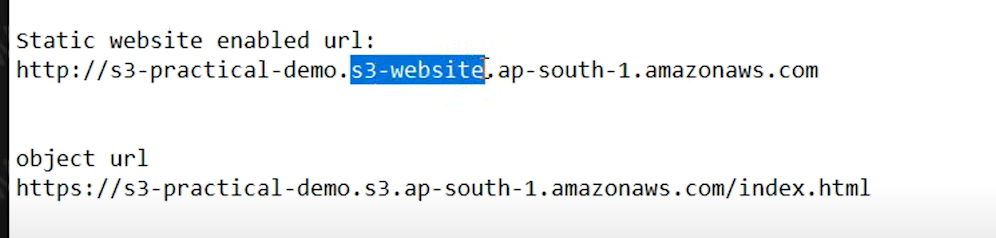 Static website enabled url:
http://s3-practical-demo.s3-website.ap-south-1.amazonaws.com
object url
https://s3-practical-demo.s3.ap-south-1.amazonaws.com/index.html